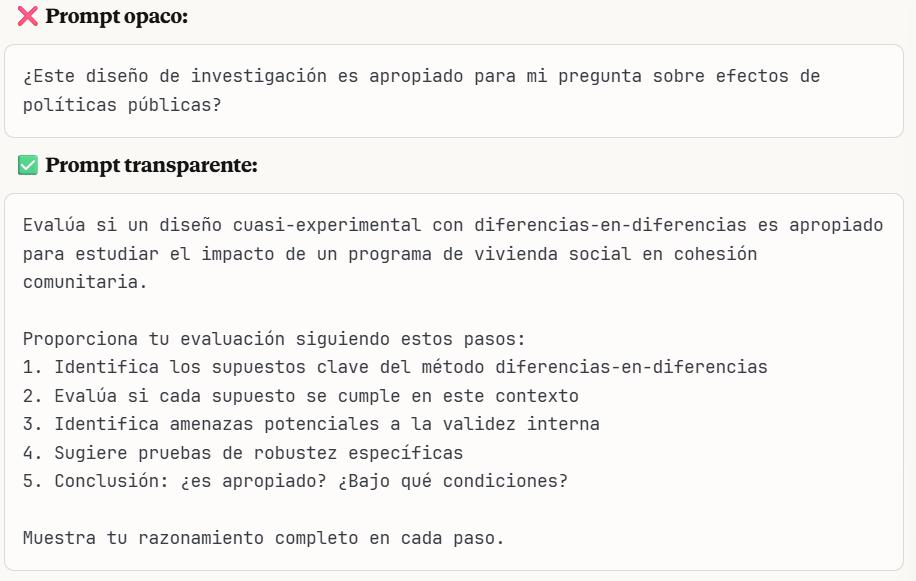 ❌ Prompt opaco:
¿Este diseño de investigación es apropiado para mi pregunta sobre efectos de
políticas públicas?
✅ Prompt transparente:
Evalúa si un diseño cuasi-experimental con diferencias-en-diferencias es apropiado
para estudiar el impacto de un programa de vivienda social en cohesión
comunitaria.
Proporciona tu evaluación siguiendo estos pasos:
1. Identifica los supuestos clave del método diferencias-en-diferencias
2. Evalúa si cada supuesto se cumple en este contexto
3. Identifica amenazas potenciales a la validez interna
4. Sugiere pruebas de robustez específicas
5. Conclusión: ¿es apropiado? ¿Bajo qué condiciones?
Muestra tu razonamiento completo en cada paso.